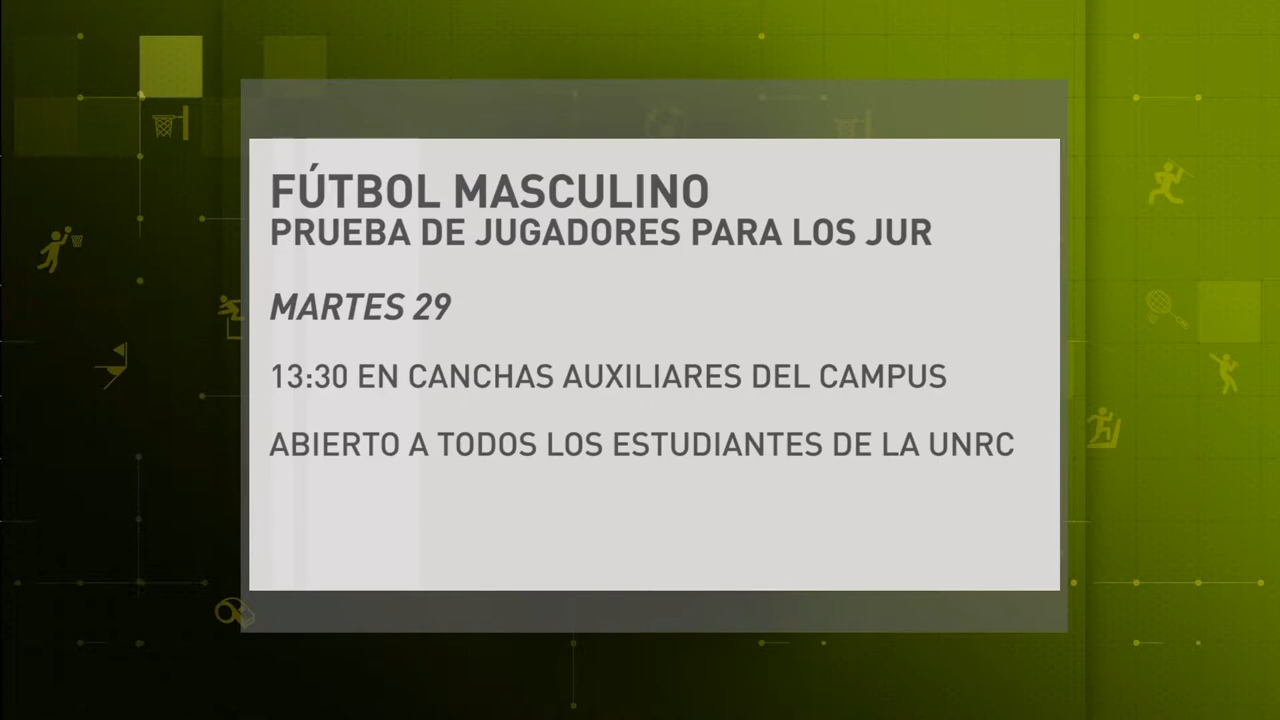 FÚTBOL MASCULINO
PRUEBA DE JUGADORES PARA LOS JUR
MARTES 29
13:30 EN CANCHAS AUXILIARES DEL CAMPUS
ABIERTO A TODOS LOS ESTUDIANTES DE LA UNRC